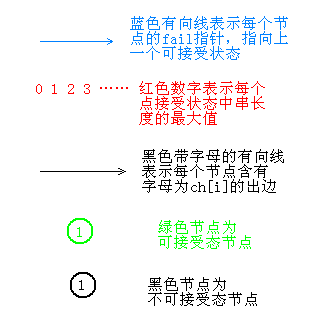 蓝色有向线表示每个节
点的fail指针，指向上
一个可接受状态
0 1 2 3 …… 红色数字表示每个
点接受状态中串长
度的最大值
黑色带字母的有向线
表示每个节点含有
字母为ch[i]的出边
1 绿色节点为
可接受态节点
1 黑色节点为
不可接受态节点